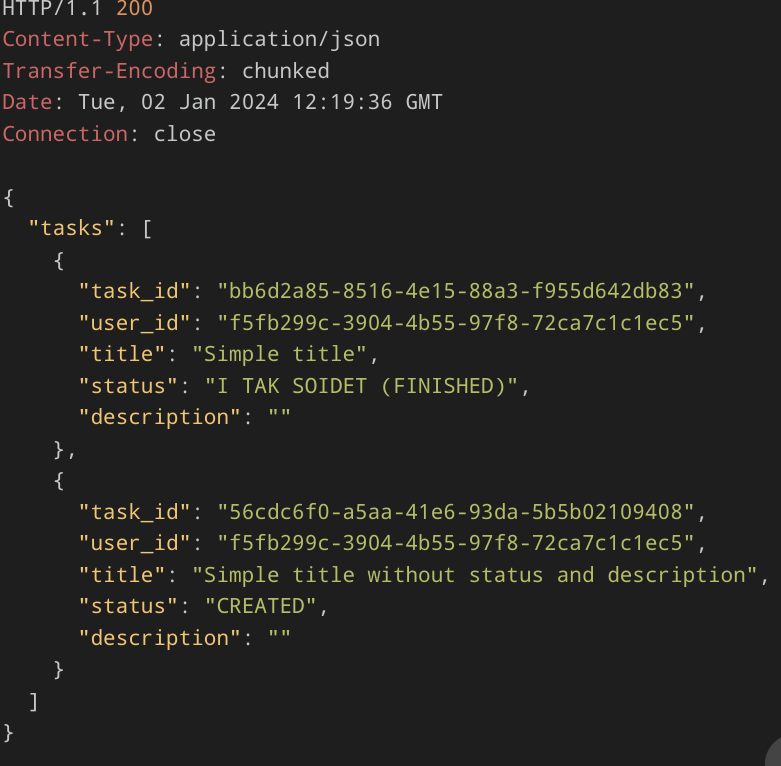 HTTP/1.1 200
Content-Type: application/json
Transfer-Encoding: chunked
Date: Tue, 02 Jan 2024 12:19:36 GMT
Connection: close
{
"tasks": [
{
"task_id": "bb6d2a85-8516-4e15-88a3-f955d642db83",
"user_id": "f5fb299c-3904-4b55-97f8-72ca7c1c1ec5",
"title": "Simple title",
"status": "I TAK SOIDET (FINISHED)",
"description": ""
},
{
"task_id": "56cdc6f0-a5aa-41e6-93da-5b5b02109408",
"user_id": "f5fb299c-3904-4b55-97f8-72ca7c1c1ec5",
"title": "Simple title without status and description",
"status": "CREATED",
"description": ""
}
]
}